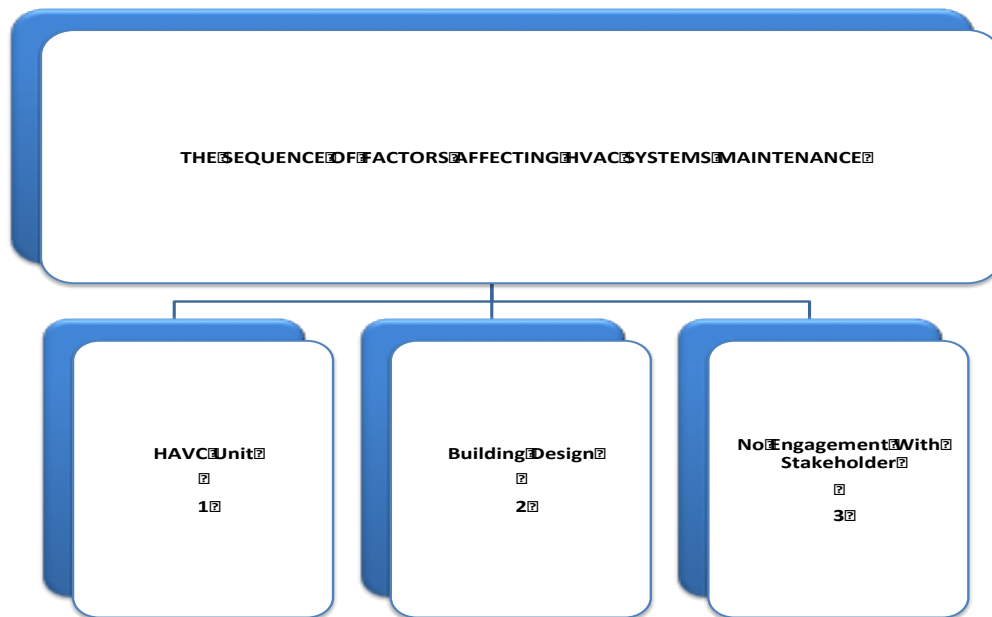 THE SEQUENCE OF FACTORS AFFECTING HVAC SYSTEMS MAINTENANCE
HAVC Unit
1
Building Design
2
No Engagement With
Stakeholder
3